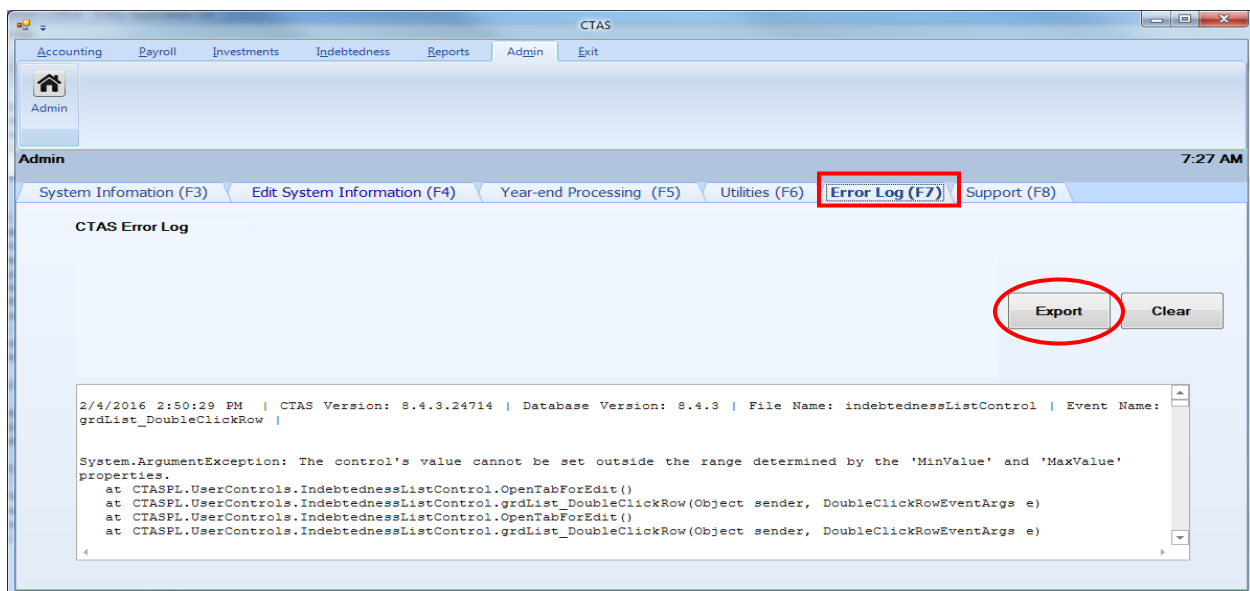 CTAS
Accounting Payroll Investments Indebtedness Reports Admin Exit
Admin
Admin 7:27 AM
System Infomation (F3) Edit System Information (F4) Year-end Processing (F5) Utilities (F6) Error Log (F7) Support (F8)
CTAS Error Log
Export Clear
2/4/2016 2:50:29 PM | CTAS Version: 8.4.3.24714 | Database Version: 8.4.3 | File Name: indebtednessListControl | Event Name:
grdList_DoubleClickRow |
System.ArgumentException: The control's value cannot be set outside the range determined by the 'MinValue' and 'MaxValue'
properties.
at CTASPL.UserControls.IndebtednessListControl.OpenTabForEdit()
at CTASPL.UserControls.IndebtednessListControl.grdList_DoubleClickRow(Object sender, DoubleClickRowEventArgs e)
at CTASPL.UserControls.IndebtednessListControl.OpenTabForEdit()
at CTASPL.UserControls.IndebtednessListControl.grdList_DoubleClickRow(Object sender, DoubleClickRowEventArgs e)